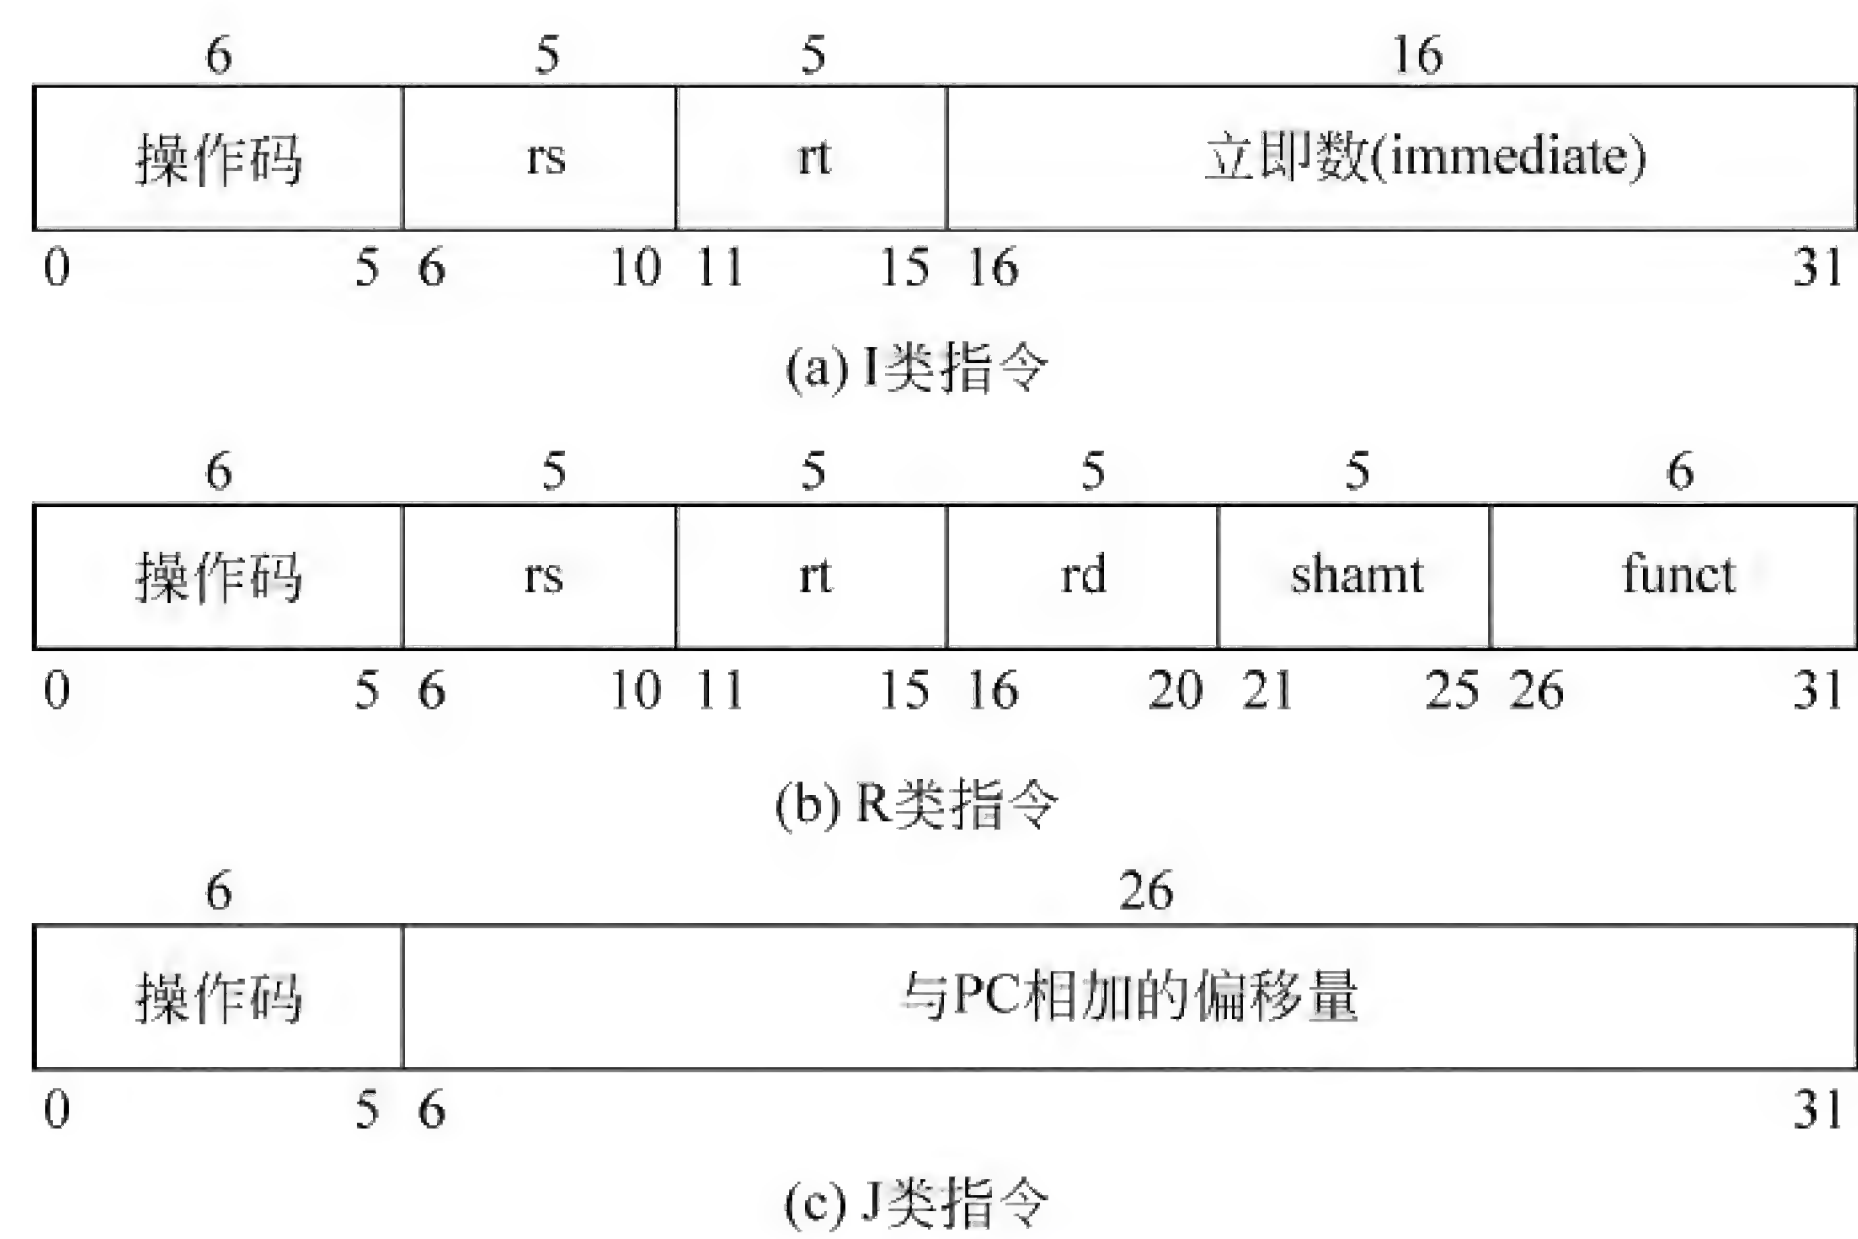 6 5 5 16
操作码 rs rt 立即数(immediate)
0 5 6 10 11 15 16 31
(a) I类指令
6 5 5 5 5 6
操作码 rs rt rd shamt funct
0 5 6 10 11 15 16 20 21 25 26 31
(b) R类指令
6 26
操作码 与PC相加的偏移量
0 5 6 31
(c) J类指令